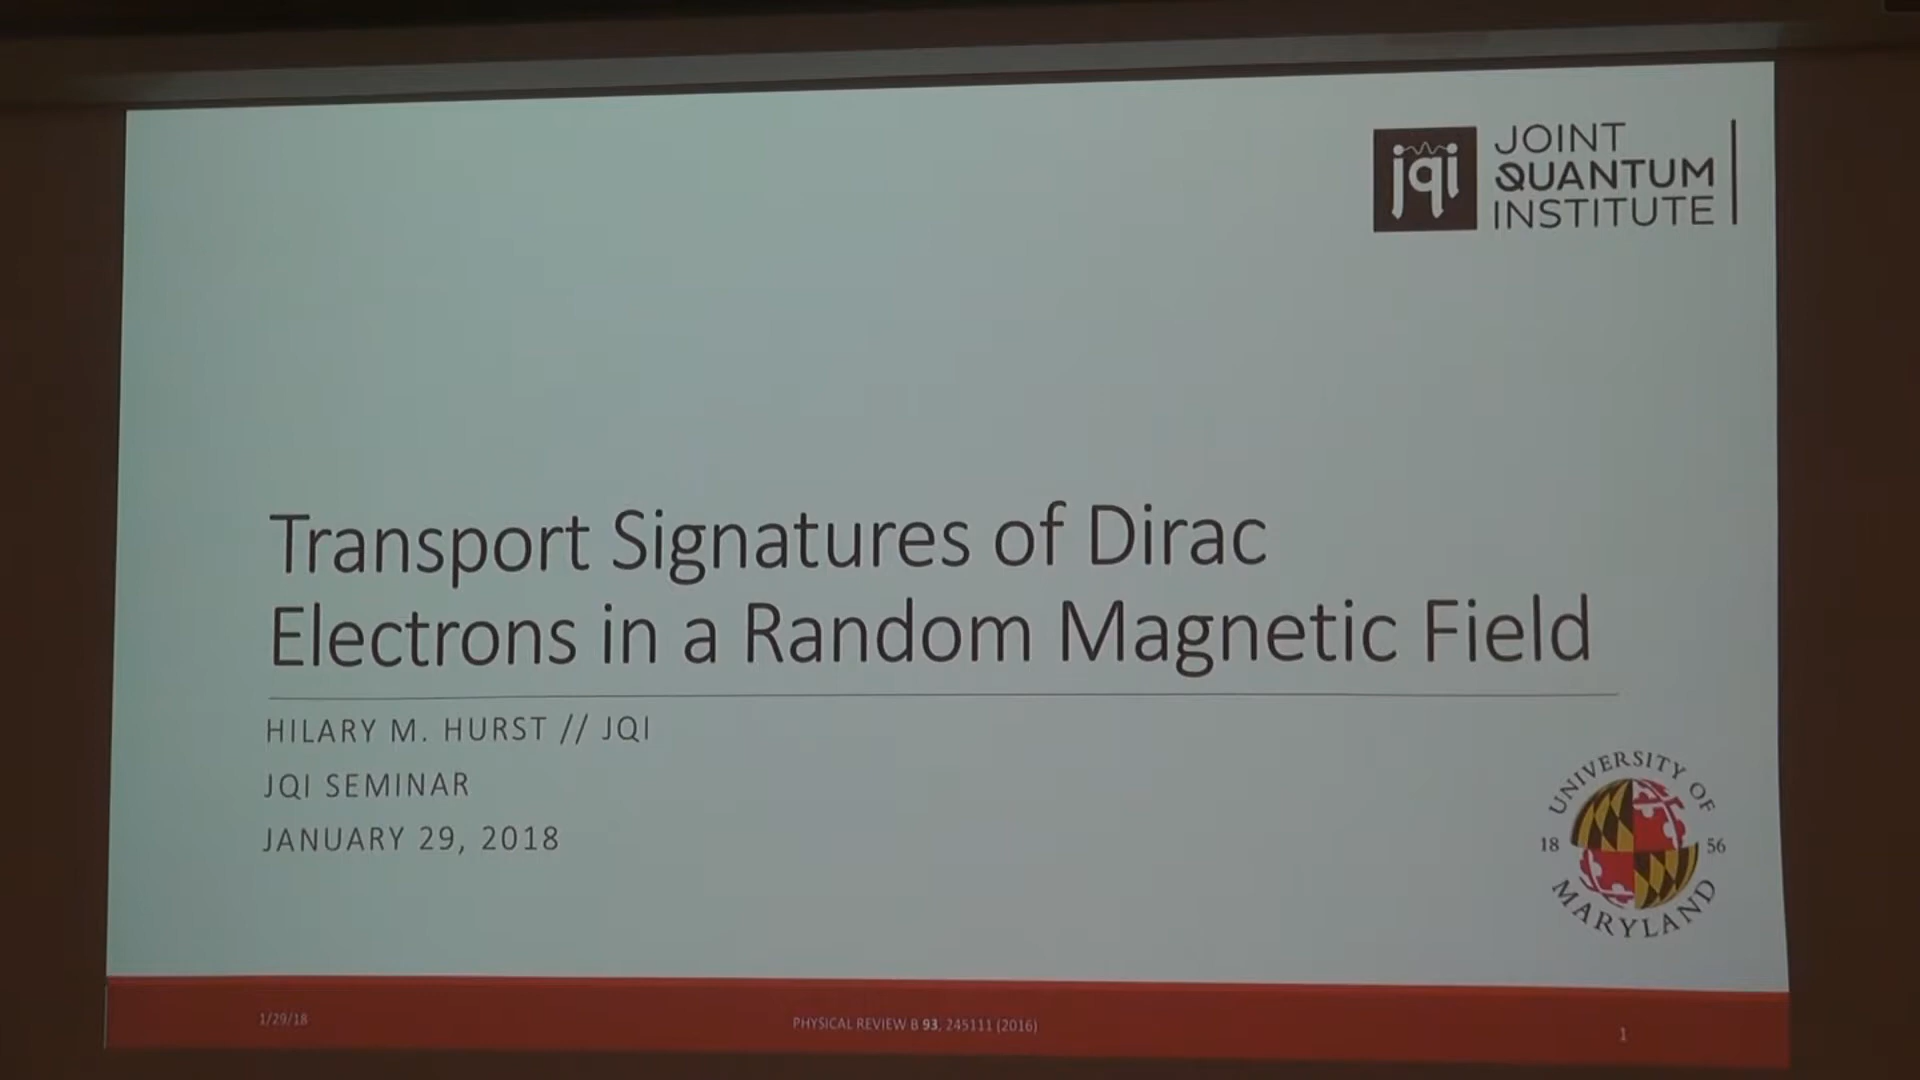 jqi
JOINT
QUANTUM
INSTITUTE
Transport Signatures of Dirac
Electrons in a Random Magnetic Field
HILARY M. HURST // JQI
JQI SEMINAR
JANUARY 29, 2018
UNIVERSITY OF
18 56
MARYLAND
1/29/18
PHYSICAL REVIEW B 93, 245111 (2016)
1